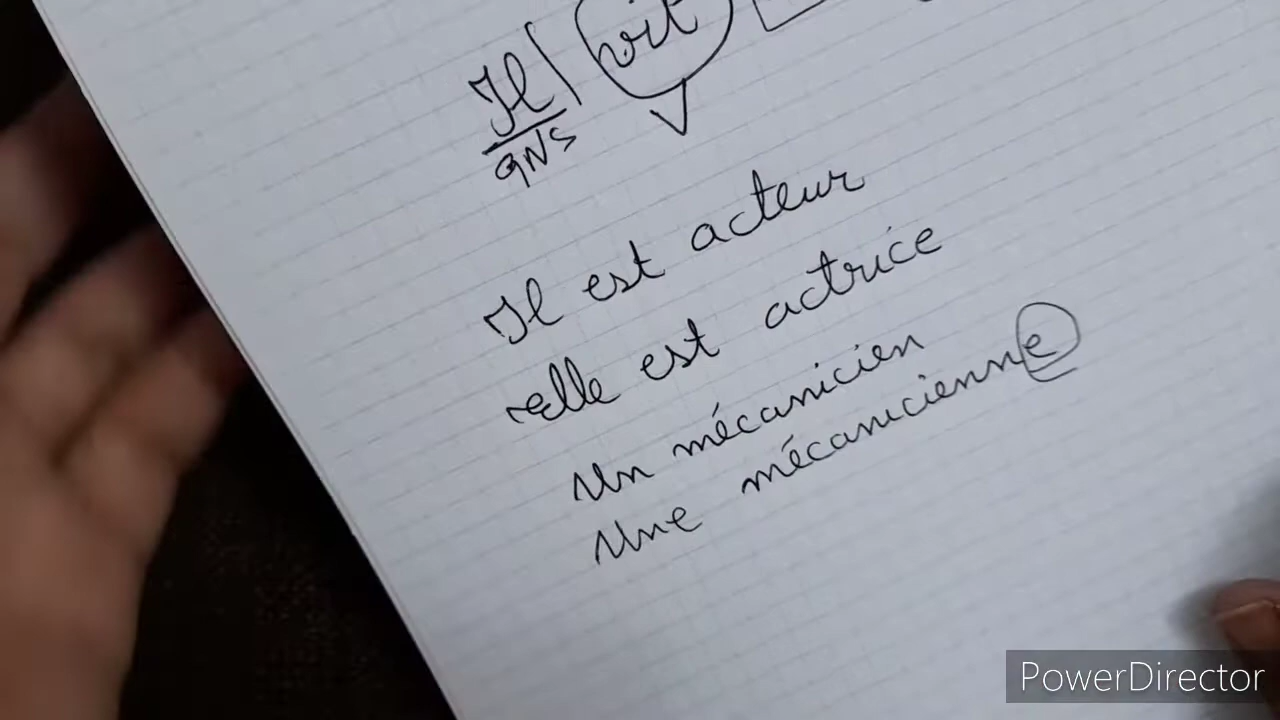 Il vit
GNS V
Il est acteur
elle est actrice
Un mécanicien
Une mécanicienne
PowerDirector